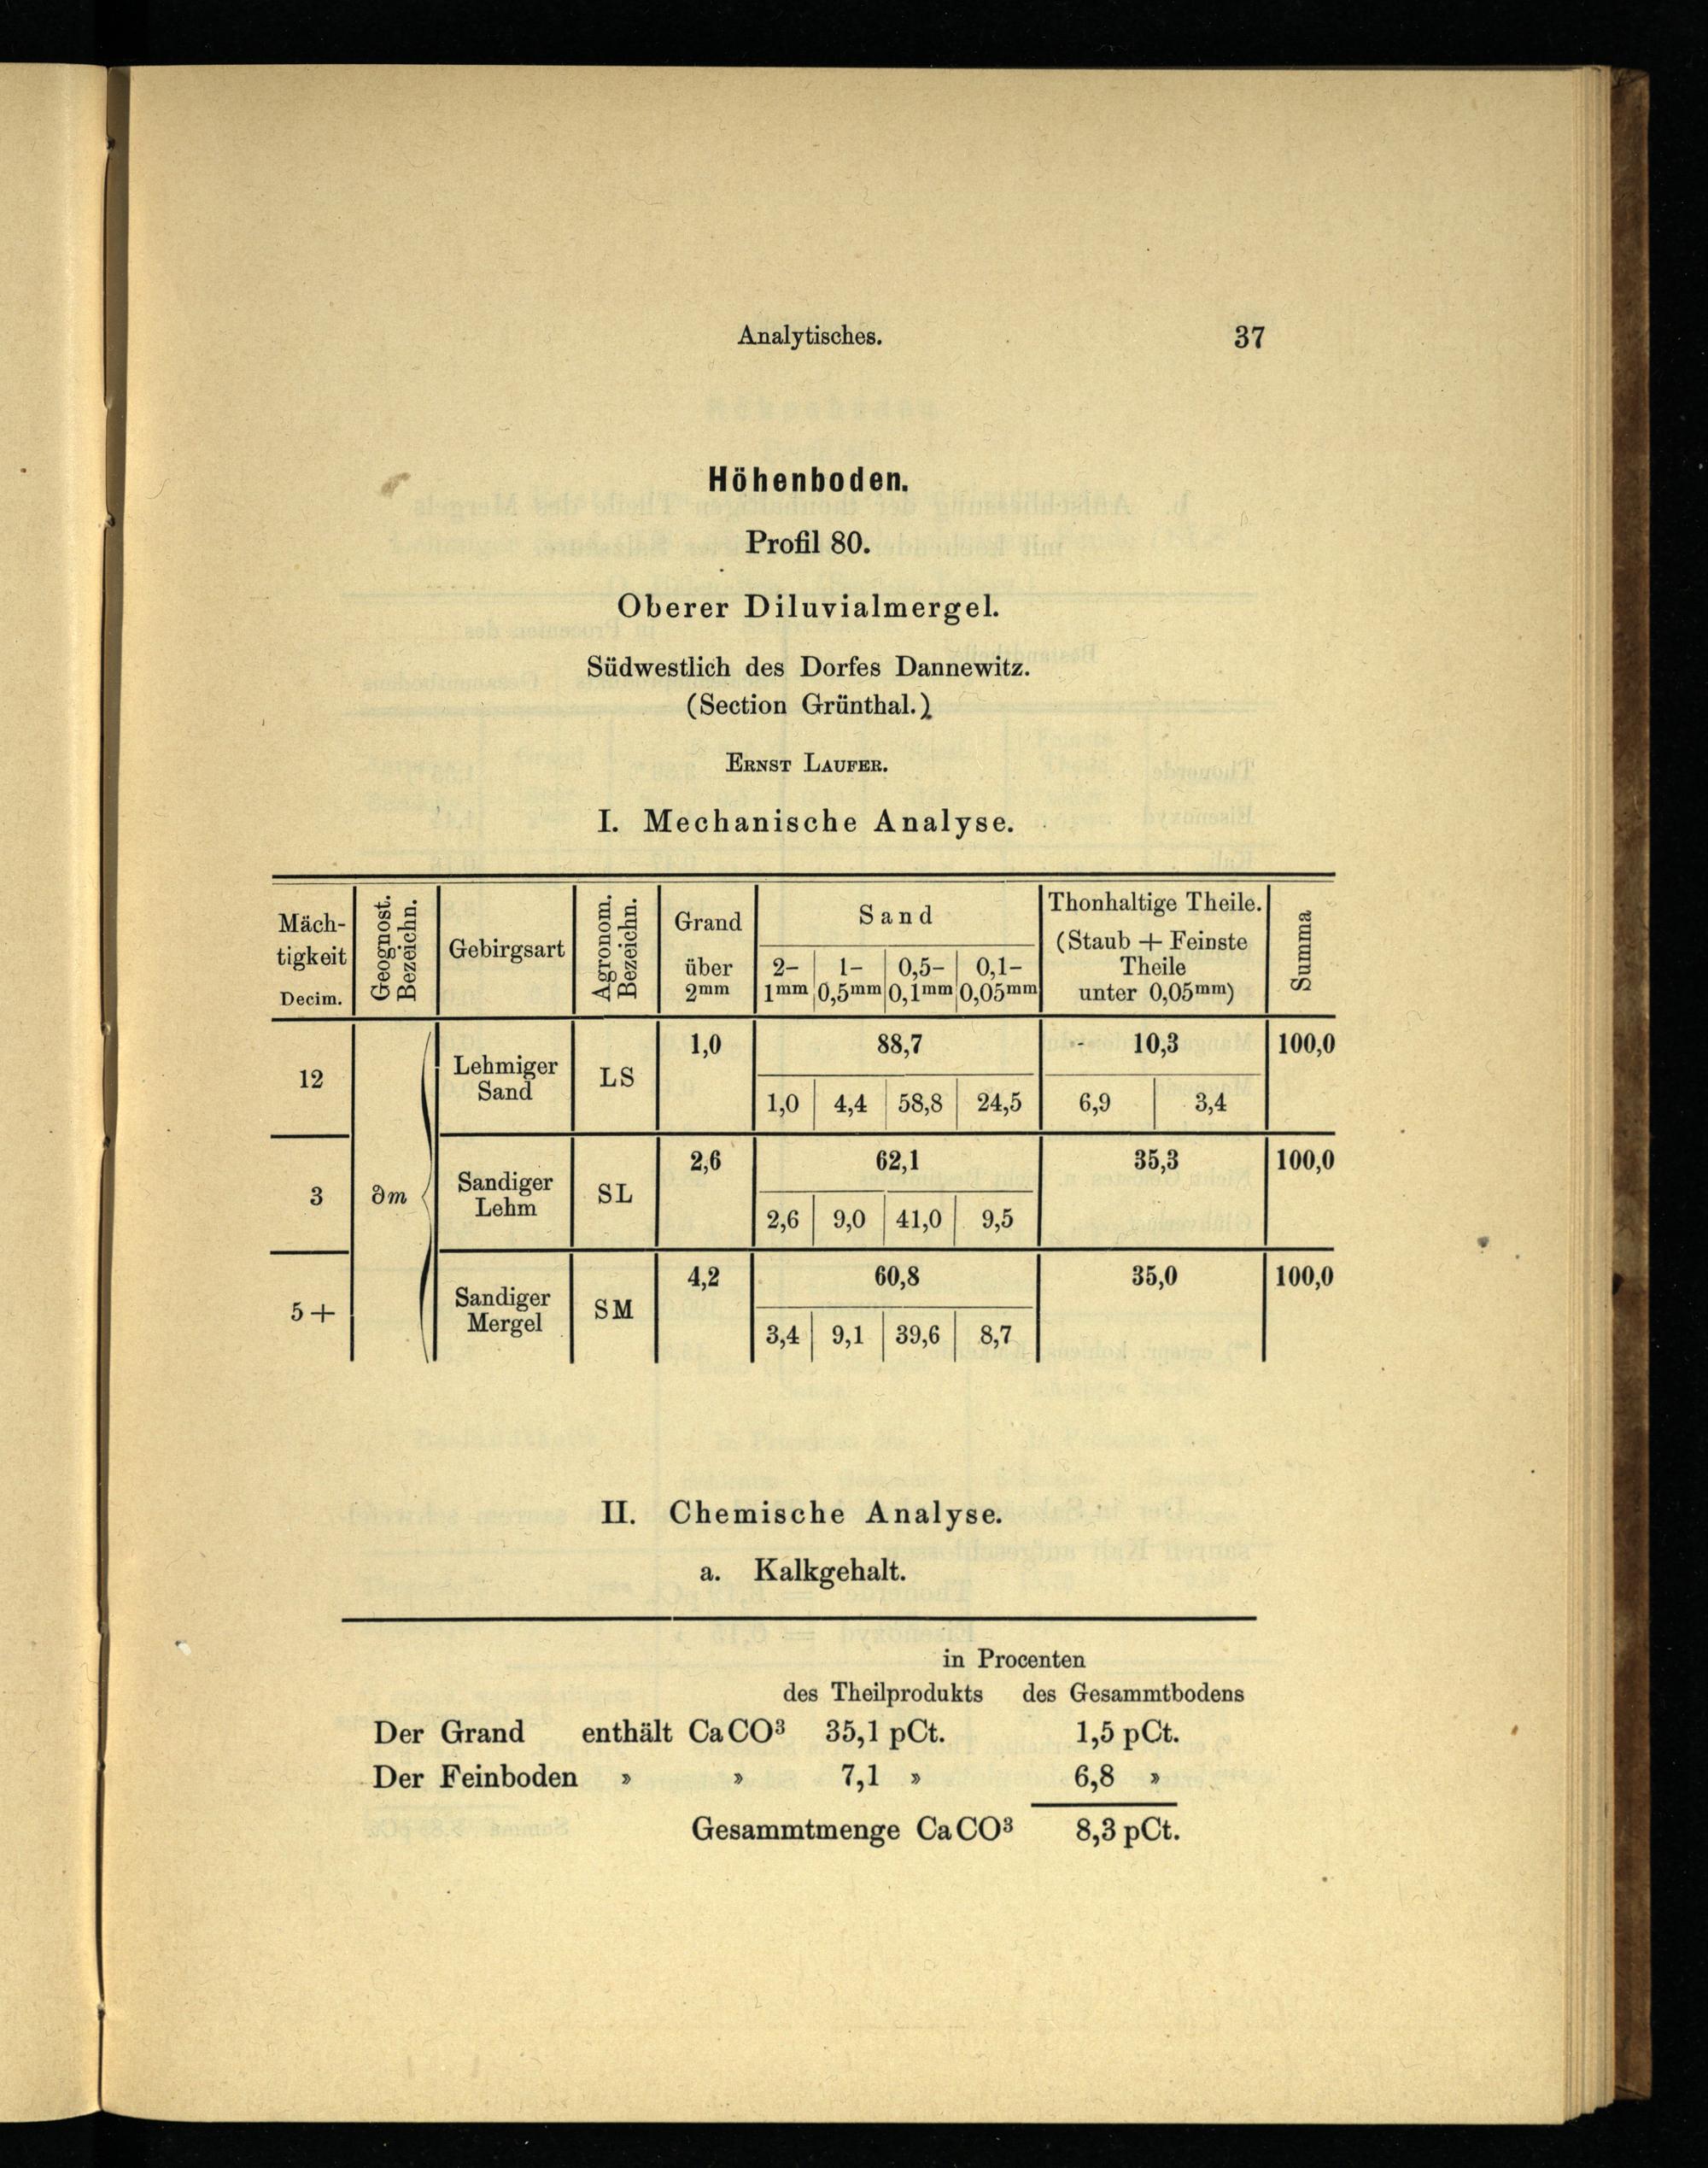 Analytisches. 37
Höhenboden.
Profil 80.
Oberer Diluvialmergel.
Südwestlich des Dorfes Dannewitz.
(Section Grünthal.)
Ernst Laufer.
I. Mechanische Analyse.
Mäch-
tigkeit
Decim.
Geognost.
Bezeichn.
Gebirgsart
Agronom.
Bezeichn.
Grand
über
2mm
Sand
2- 1- 0,5- 0,1-
1mm 0,5mm 0,1mm 0,05mm
Thonhaltige Theile.
(Staub + Feinste
Theile
unter 0,05mm)
Summa
1,0 88,7 10,3 100,0
12 Lehmiger
Sand LS
1,0 4,4 58,8 24,5 6,9 3,4
2,6 62,1 35,3 100,0
3 ∂m Sandiger
Lehm SL
2,6 9,0 41,0 9,5
4,2 60,8 35,0 100,0
5+ Sandiger
Mergel SM
3,4 9,1 39,6 8,7
II. Chemische Analyse.
a. Kalkgehalt.
in Procenten
des Theilprodukts des Gesammtbodens
Der Grand enthält CaCO³ 35,1 pCt. 1,5 pCt.
Der Feinboden » » 7,1 » 6,8 »
Gesammtmenge CaCO³ 8,3 pCt.